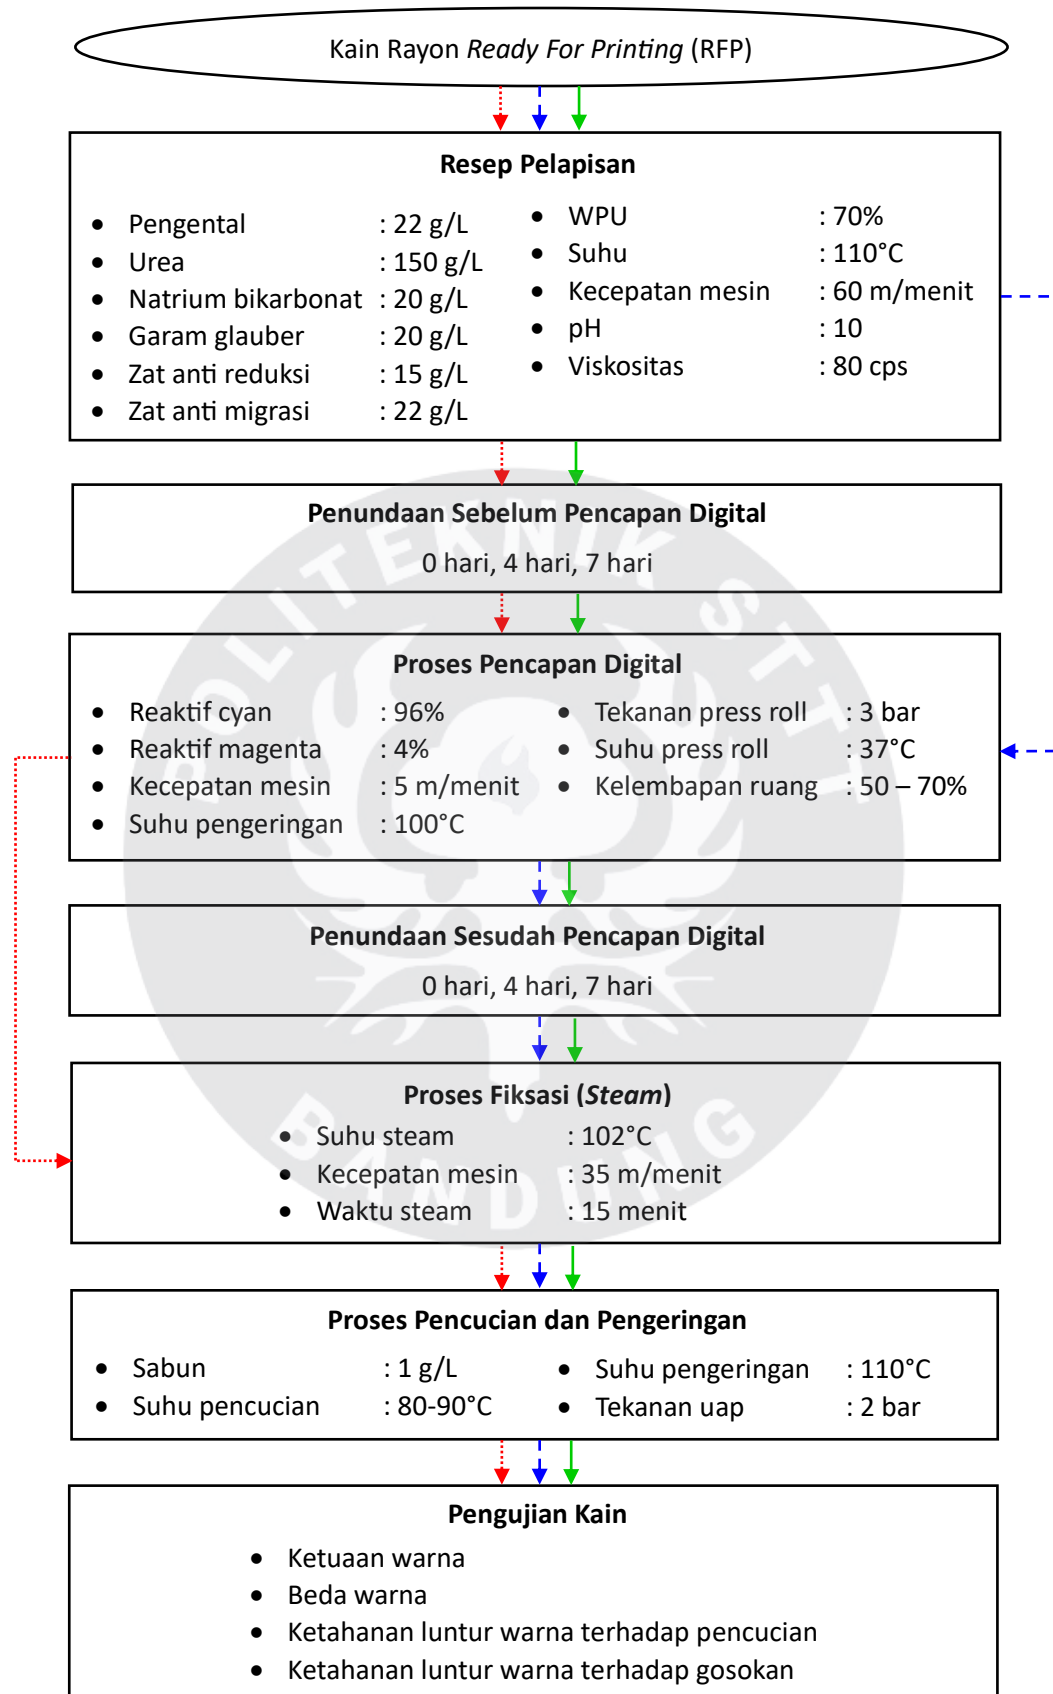 Kain Rayon Ready For Printing (RFP)
Resep Pelapisan
• Pengental : 22 g/L
• Urea : 150 g/L
• Natrium bikarbonat : 20 g/L
• Garam glauber : 20 g/L
• Zat anti reduksi : 15 g/L
• Zat anti migrasi : 22 g/L
• WPU : 70%
• Suhu : 110°C
• Kecepatan mesin : 60 m/menit
• pH : 10
• Viskositas : 80 cps
Penundaan Sebelum Pencapan Digital
0 hari, 4 hari, 7 hari
Proses Pencapan Digital
• Reaktif cyan : 96%
• Reaktif magenta : 4%
• Kecepatan mesin : 5 m/menit
• Suhu pengeringan : 100°C
• Tekanan press roll : 3 bar
• Suhu press roll : 37°C
• Kelembapan ruang : 50 – 70%
Penundaan Sesudah Pencapan Digital
0 hari, 4 hari, 7 hari
Proses Fiksasi (Steam)
• Suhu steam : 102°C
• Kecepatan mesin : 35 m/menit
• Waktu steam : 15 menit
Proses Pencucian dan Pengeringan
• Sabun : 1 g/L
• Suhu pencucian : 80-90°C
• Suhu pengeringan : 110°C
• Tekanan uap : 2 bar
Pengujian Kain
• Ketuaan warna
• Beda warna
• Ketahanan luntur warna terhadap pencucian
• Ketahanan luntur warna terhadap gosokan
POLITEKNIK STTT
BANDUNG